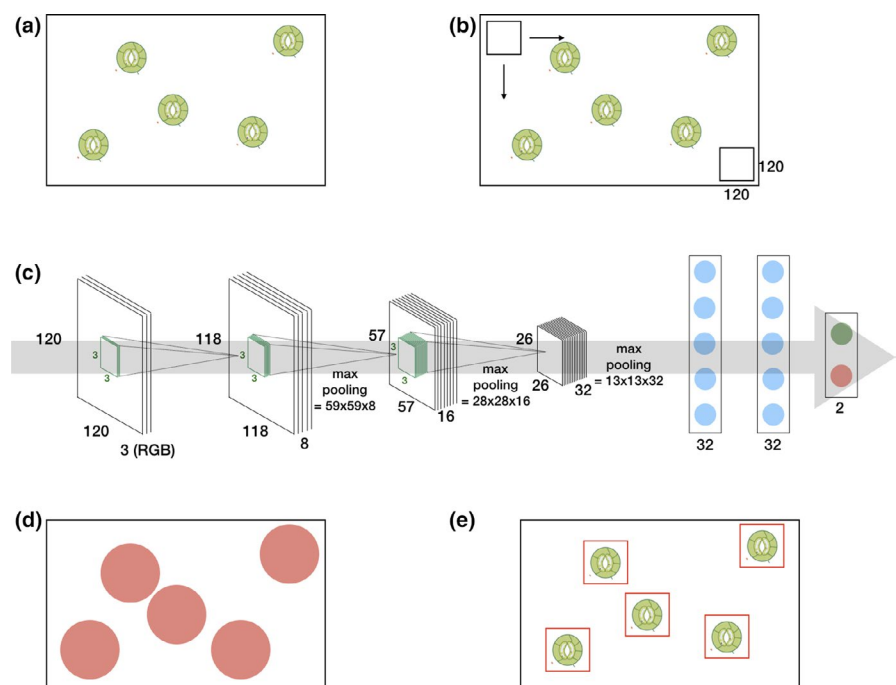 (a)
(b)
120
120
(c)
120
3
3
120
3 (RGB)
118
3
3
118
8
max
pooling
= 59x59x8
57
3
3
57
16
max
pooling
= 28x28x16
26
26
32
max
pooling
= 13x13x32
32
32
2
(d)
(e)